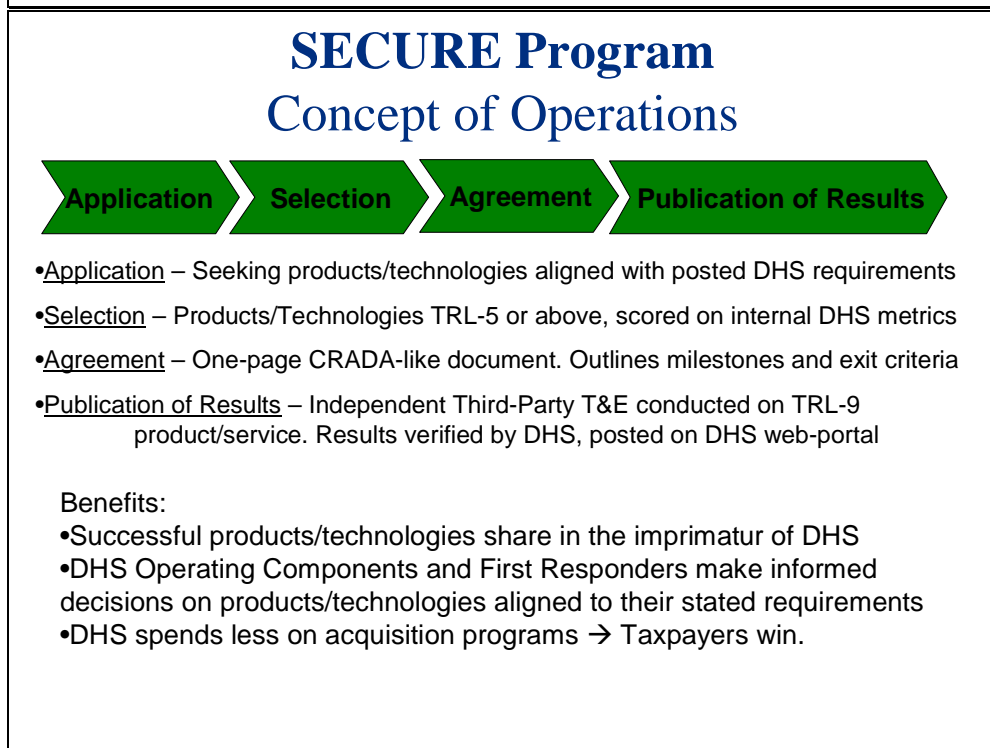 SECURE Program
Concept of Operations
Application Selection Agreement Publication of Results
•Application – Seeking products/technologies aligned with posted DHS requirements
•Selection – Products/Technologies TRL-5 or above, scored on internal DHS metrics
•Agreement – One-page CRADA-like document. Outlines milestones and exit criteria
•Publication of Results – Independent Third-Party T&E conducted on TRL-9
product/service. Results verified by DHS, posted on DHS web-portal
Benefits:
•Successful products/technologies share in the imprimatur of DHS
•DHS Operating Components and First Responders make informed
decisions on products/technologies aligned to their stated requirements
•DHS spends less on acquisition programs → Taxpayers win.